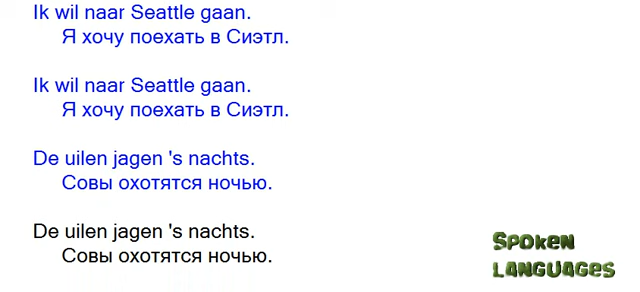 Ik wil naar Seattle gaan.
Я хочу поехать в Сиэтл.
Ik wil naar Seattle gaan.
Я хочу поехать в Сиэтл.
De uilen jagen 's nachts.
Совы охотятся ночью.
De uilen jagen 's nachts.
Совы охотятся ночью.
Spoken
Languages